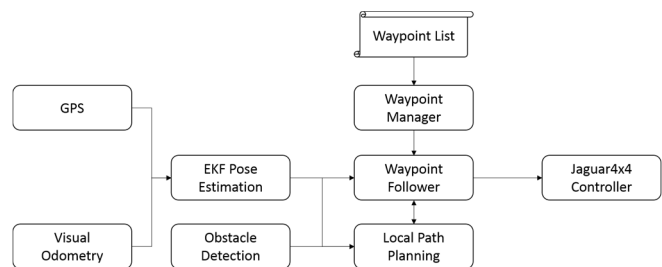 Waypoint List
GPS
Waypoint
Manager
EKF Pose
Estimation
Waypoint
Follower
Jaguar4x4
Controller
Visual
Odometry
Obstacle
Detection
Local Path
Planning